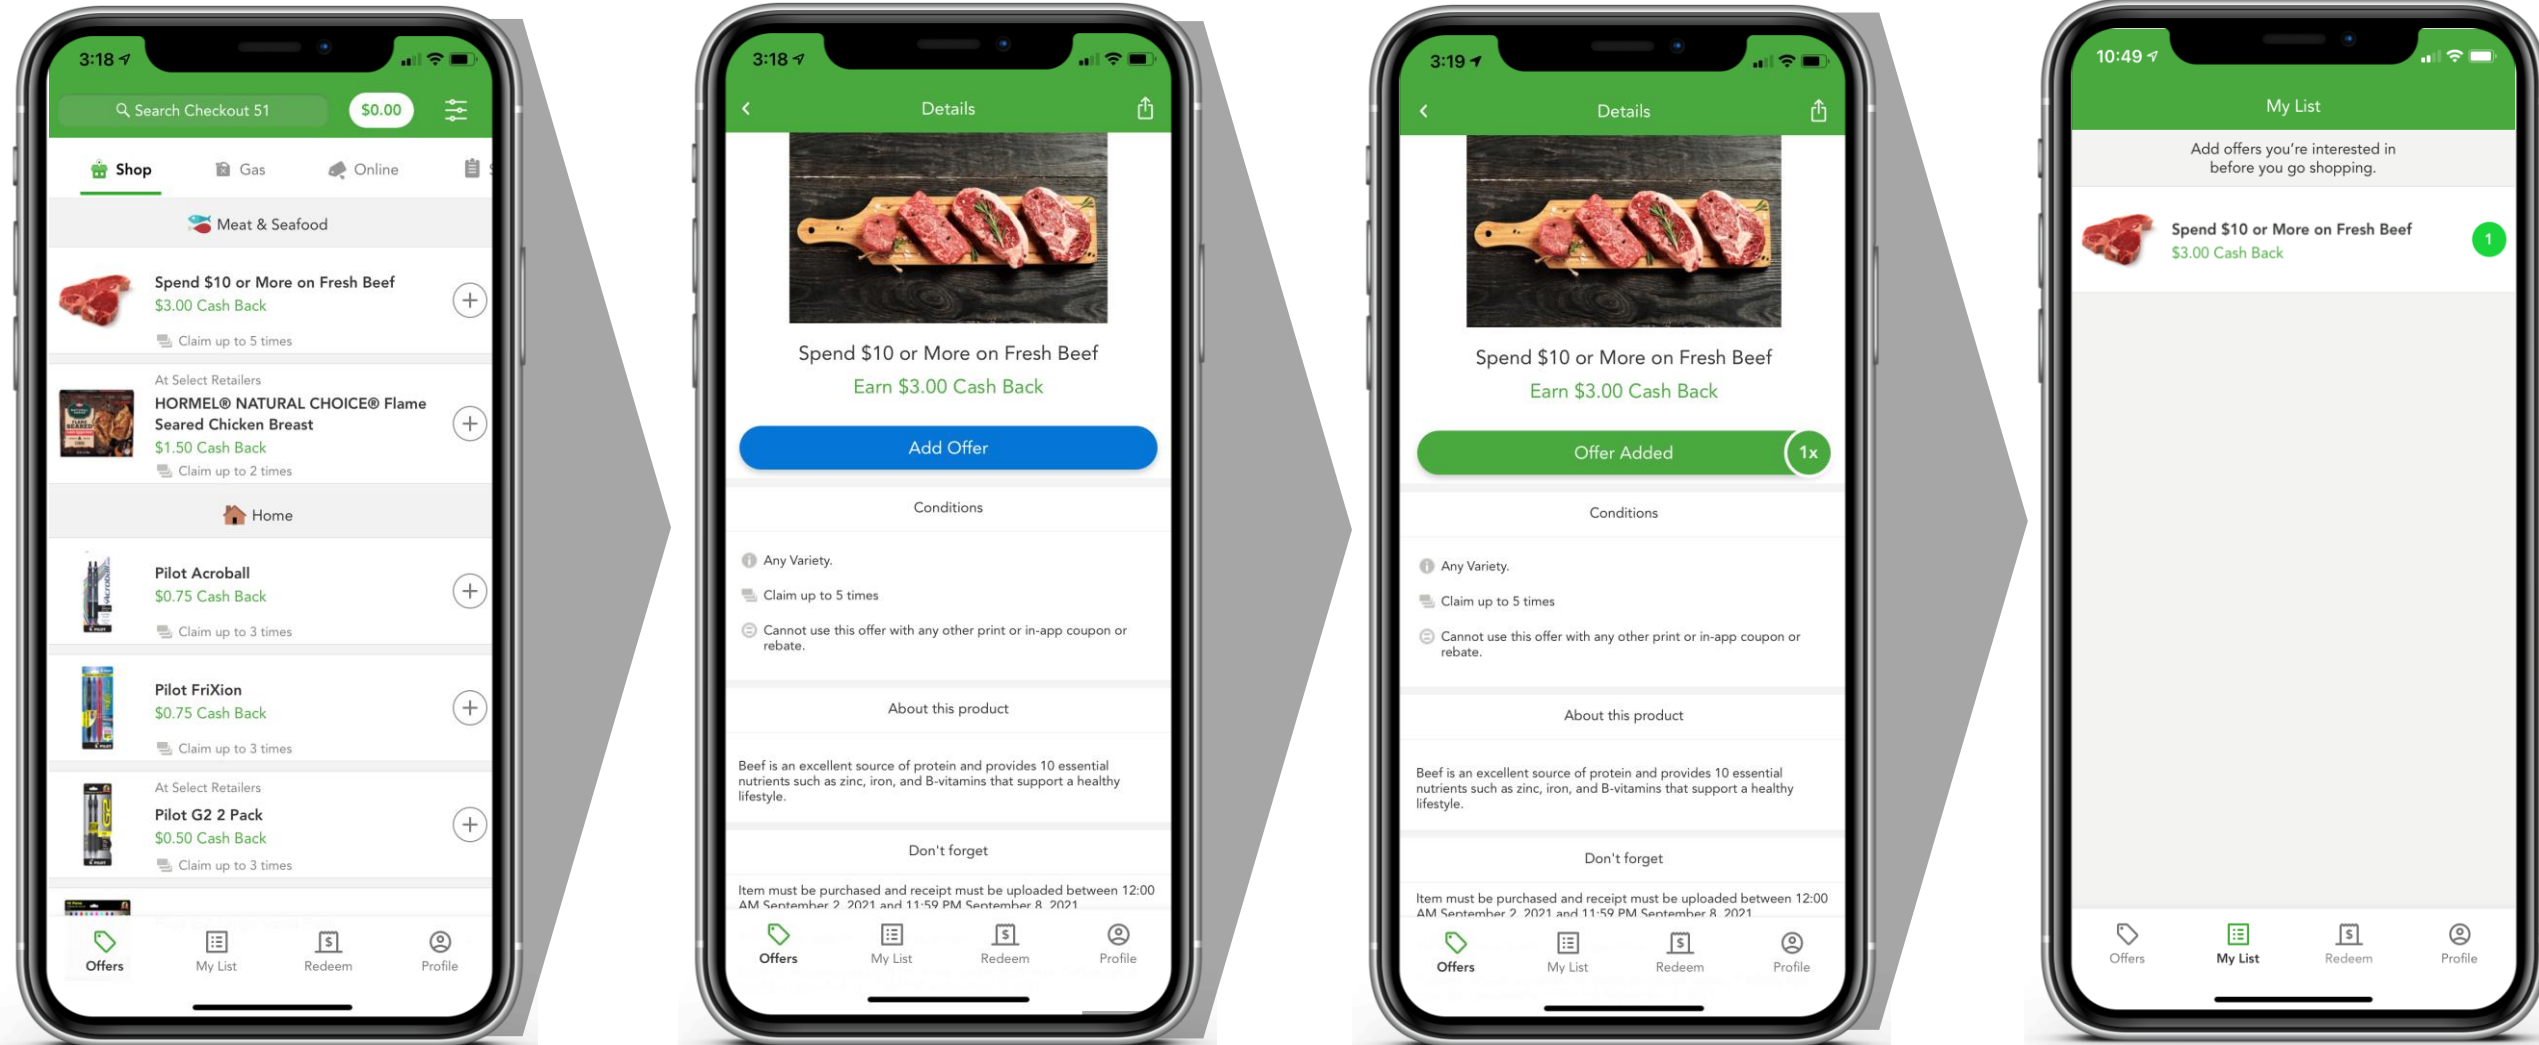 3:18
Search Checkout 51
$0.00
Shop
Gas
Online
Meat & Seafood
Spend $10 or More on Fresh Beef
$3.00 Cash Back
Claim up to 5 times
At Select Retailers
HORMEL® NATURAL CHOICE® Flame
Seared Chicken Breast
$1.50 Cash Back
Claim up to 2 times
Home
Pilot Acroball
$0.75 Cash Back
Claim up to 3 times
Pilot FriXion
$0.75 Cash Back
Claim up to 3 times
At Select Retailers
Pilot G2 2 Pack
$0.50 Cash Back
Claim up to 3 times
Offers
My List
Redeem
Profile
3:18
Details
Spend $10 or More on Fresh Beef
Earn $3.00 Cash Back
Add Offer
Conditions
Any Variety.
Claim up to 5 times
Cannot use this offer with any other print or in-app coupon or
rebate.
About this product
Beef is an excellent source of protein and provides 10 essential
nutrients such as zinc, iron, and B-vitamins that support a healthy
lifestyle.
Don't forget
Item must be purchased and receipt must be uploaded between 12:00
AM September 2, 2021 and 11:59 PM September 8, 2021
Offers
My List
Redeem
Profile
3:19
Details
Spend $10 or More on Fresh Beef
Earn $3.00 Cash Back
Offer Added
1x
Conditions
Any Variety.
Claim up to 5 times
Cannot use this offer with any other print or in-app coupon or
rebate.
About this product
Beef is an excellent source of protein and provides 10 essential
nutrients such as zinc, iron, and B-vitamins that support a healthy
lifestyle.
Don't forget
Item must be purchased and receipt must be uploaded between 12:00
AM September 2, 2021 and 11:59 PM September 8, 2021
Offers
My List
Redeem
Profile
10:49
My List
Add offers you're interested in
before you go shopping.
Spend $10 or More on Fresh Beef
$3.00 Cash Back
1
Offers
My List
Redeem
Profile